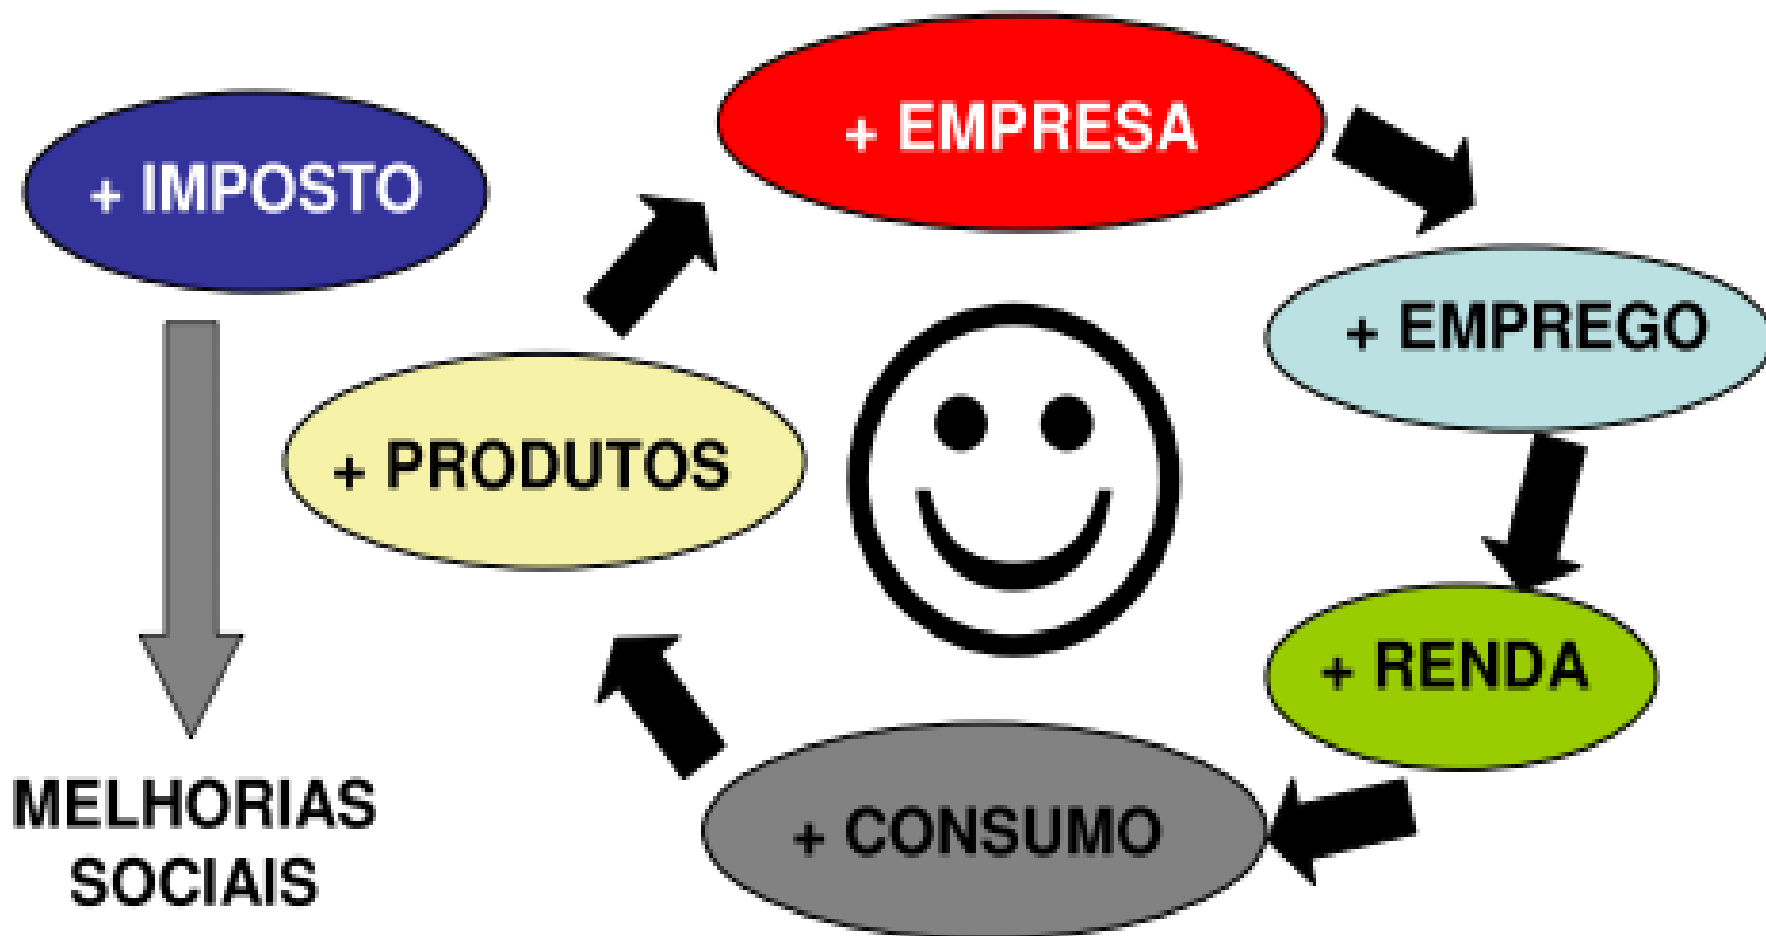 + EMPRESA
+ IMPOSTO
+ EMPREGO
+ PRODUTOS
+ RENDA
+ CONSUMO
MELHORIAS
SOCIAIS